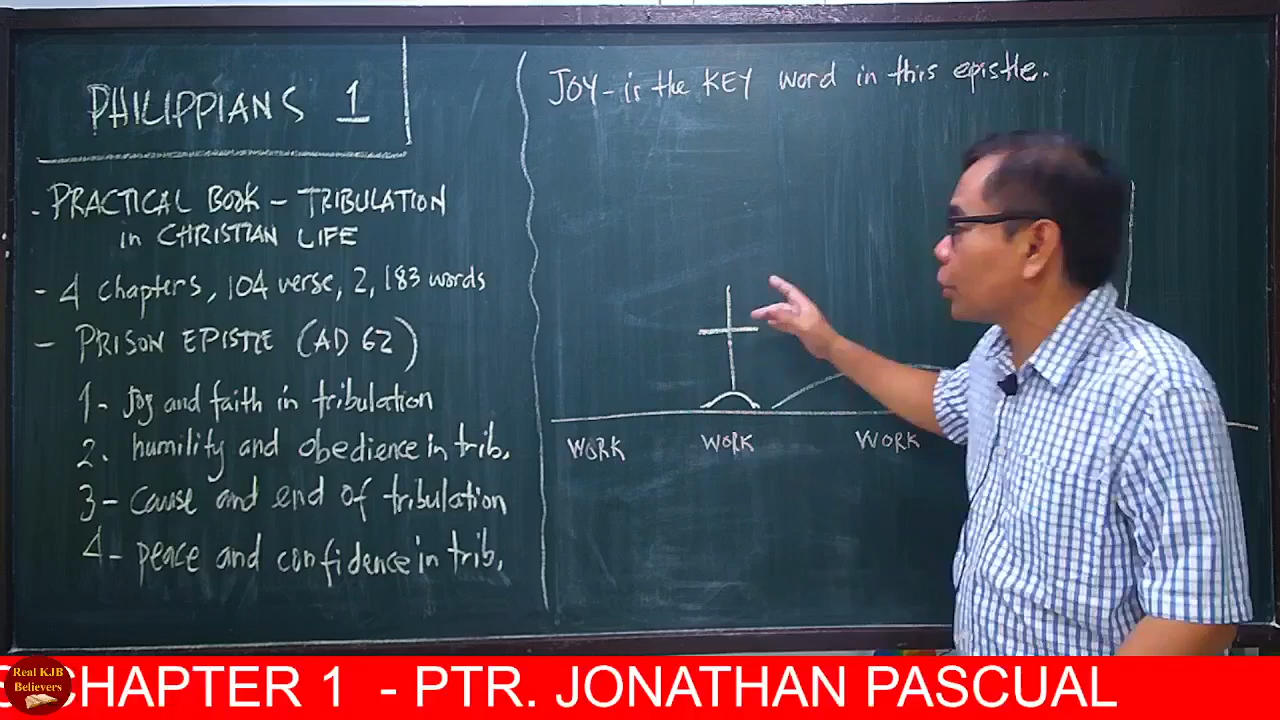 PHILIPPIANS 1
- PRACTICAL BOOK - TRIBULATION
in CHRISTIAN LIFE
- 4 chapters, 104 verse, 2,183 words
- PRISON EPISTLE (AD 62)
1- joy and faith in tribulation
2. humility and obedience in trib.
3- cause and end of tribulation
4- peace and confidence in trib.
JOY - is the KEY word in this epistle.
WORK WORK WORK
Real KJB
Believers
CHAPTER 1 - PTR. JONATHAN PASCUAL